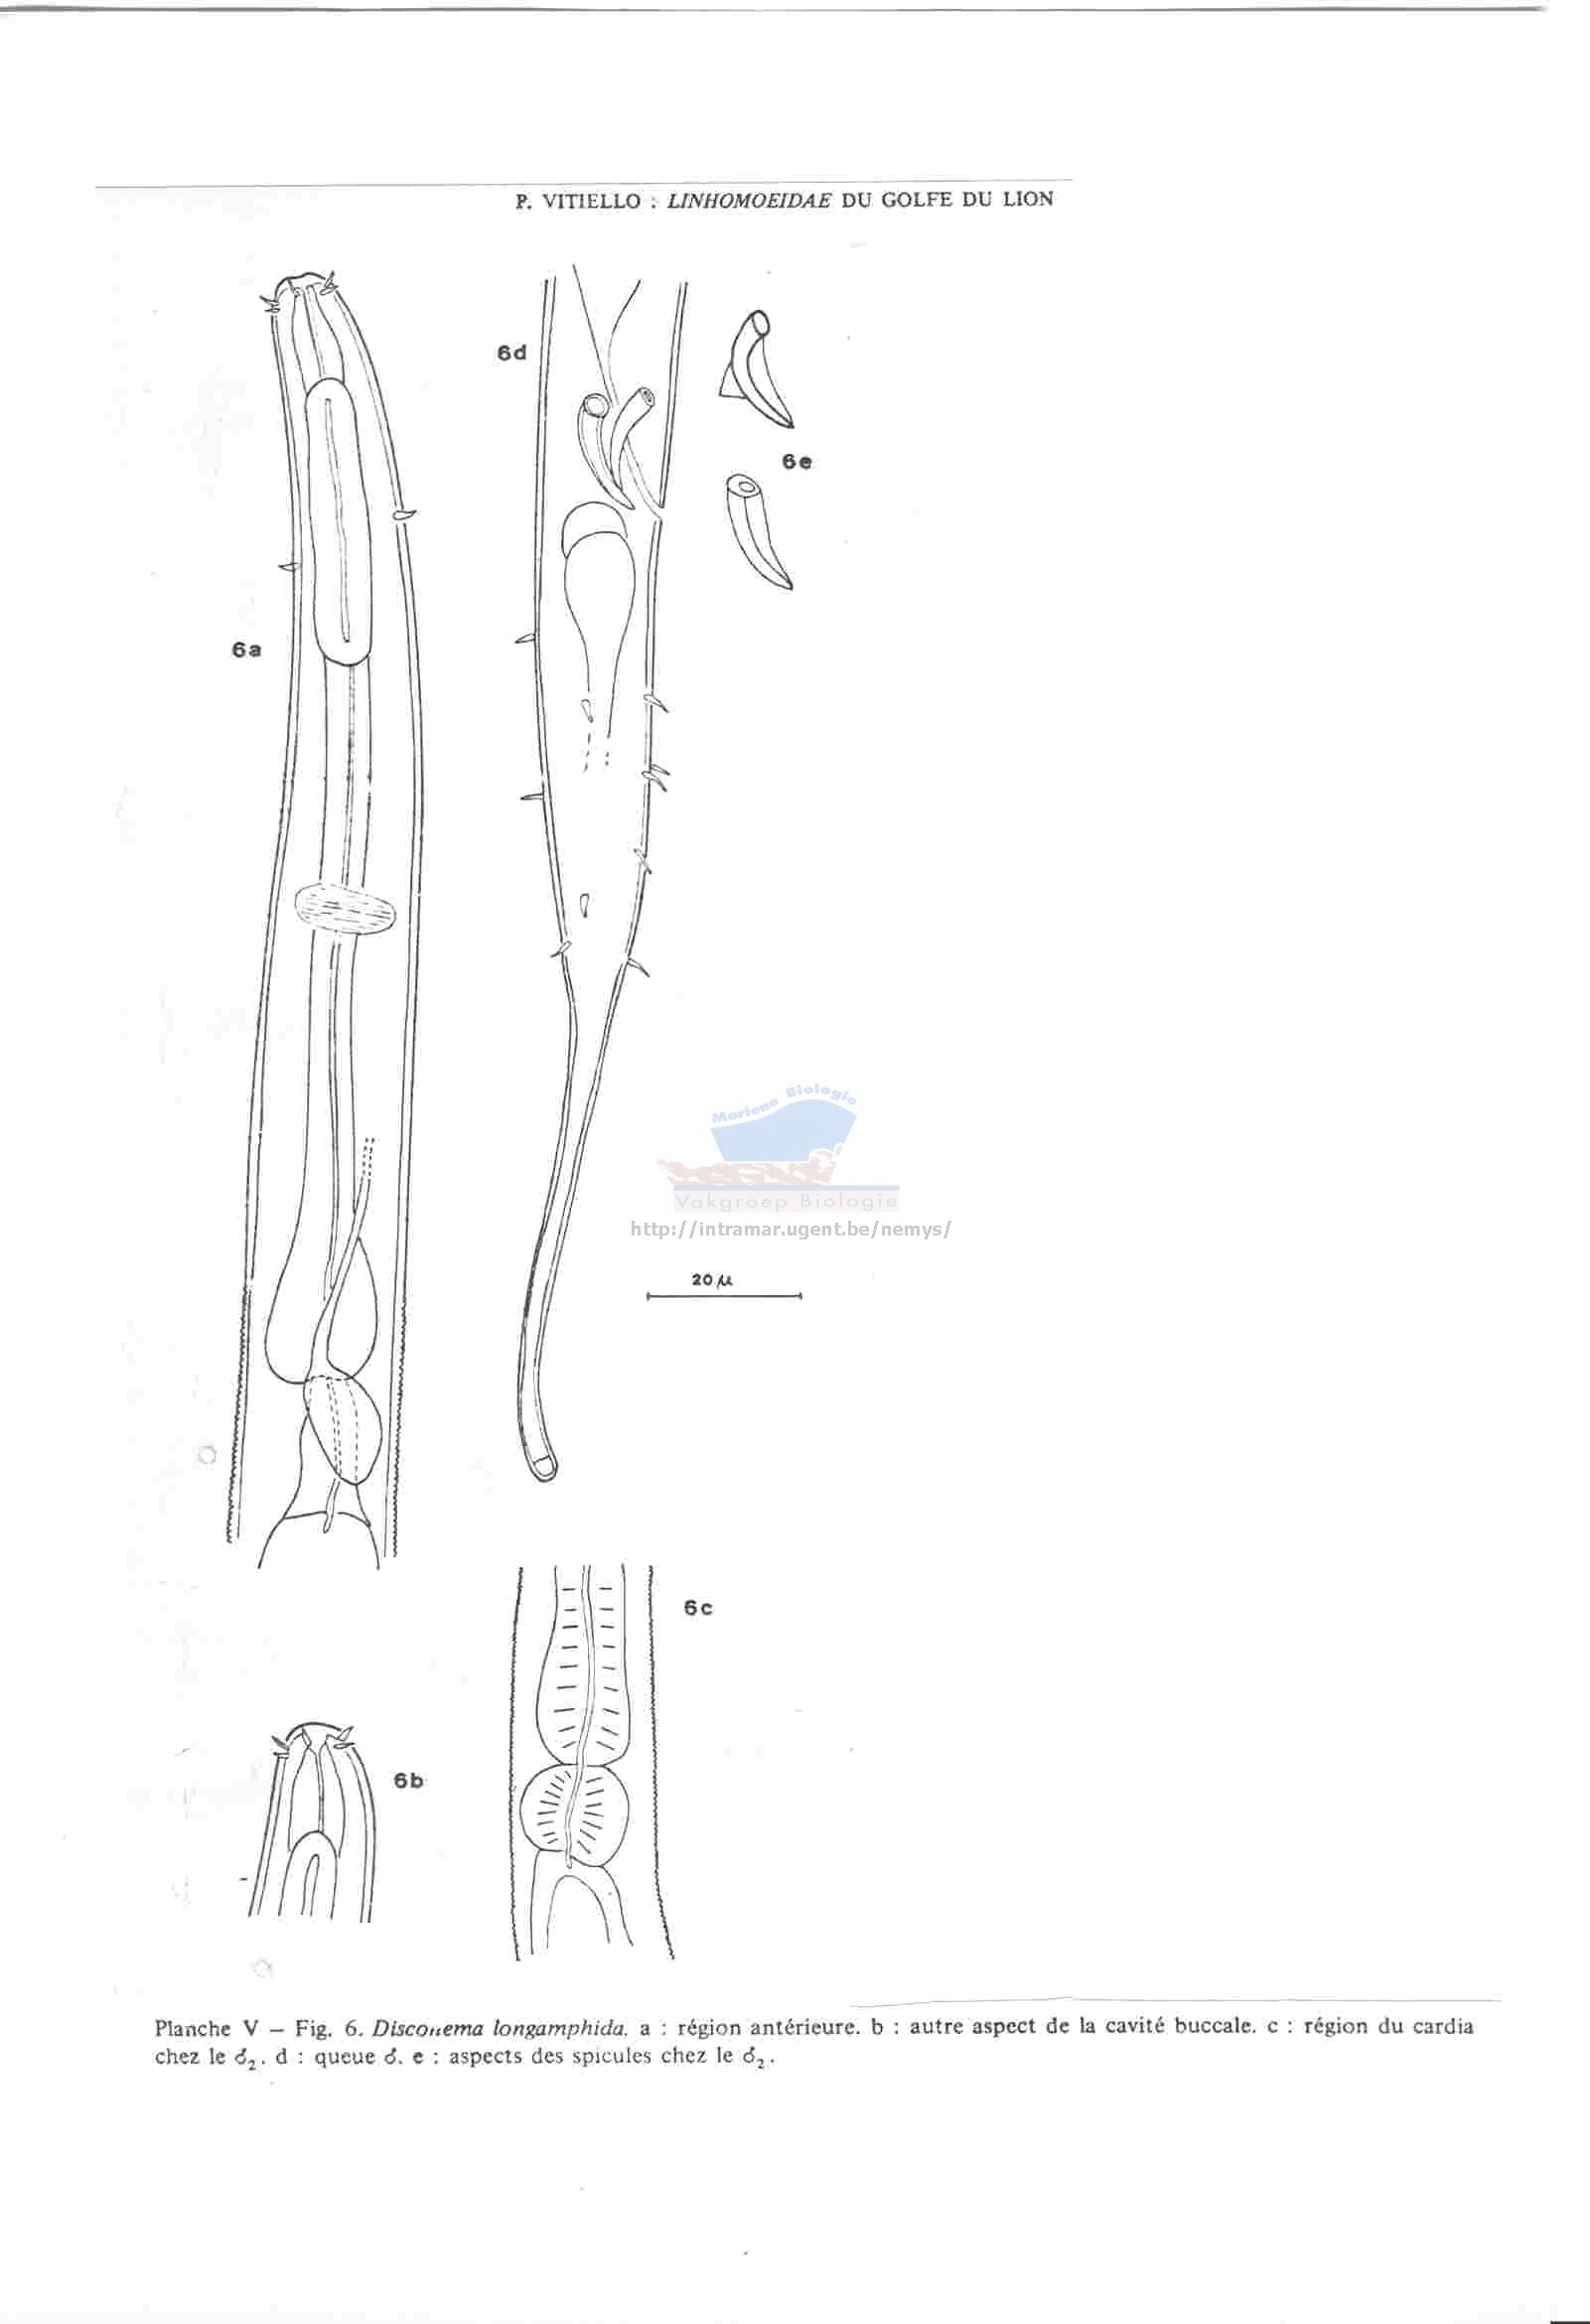 P. VITIELLO : LINHOMOEIDAE DU GOLFE DU LION
6d
6e
6a
Mariene Biologie
Vakgroep Biologie
http://intramar.ugent.be/nemys/
20 µ
6c
6b
Planche V – Fig. 6. Disconema longamphida. a : région antérieure. b : autre aspect de la cavité buccale. c : région du cardia
chez le ♂₂. d : queue ♂. e : aspects des spicules chez le ♂₂.